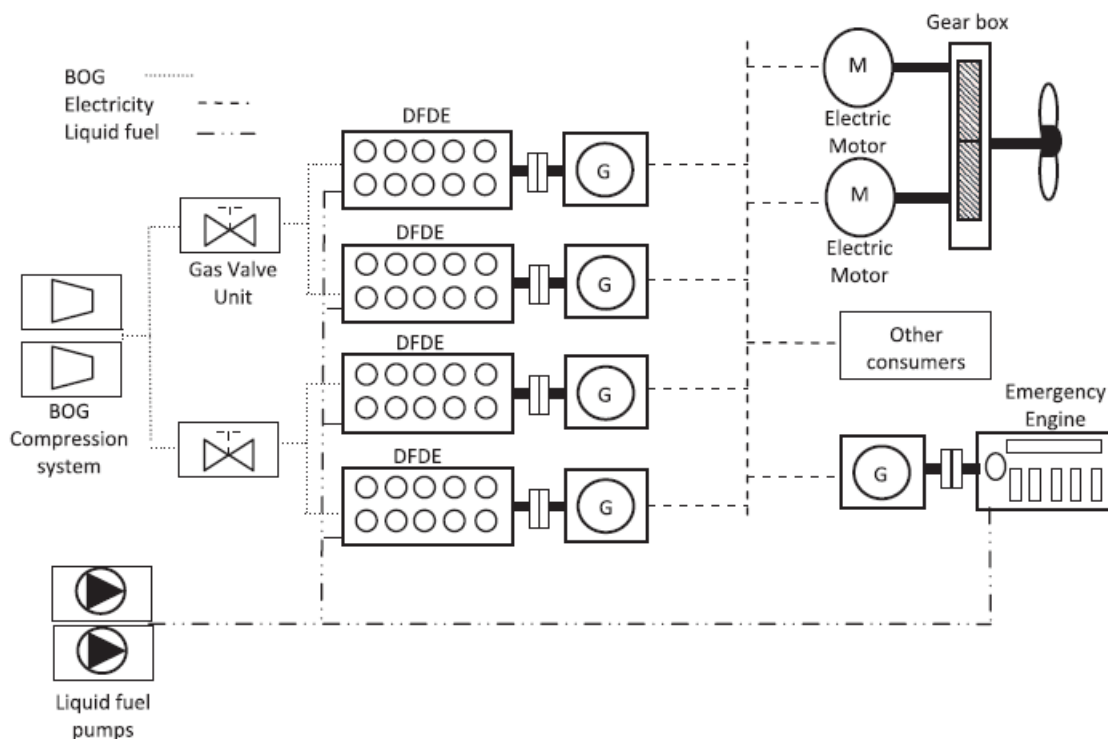 Gear box
BOG
Electricity
Liquid fuel
DFDE
G
M
Electric
Motor
Gas Valve
Unit
DFDE
G
M
Electric
Motor
BOG
Compression
system
DFDE
G
Other
consumers
DFDE
G
Emergency
Engine
G
Liquid fuel
pumps